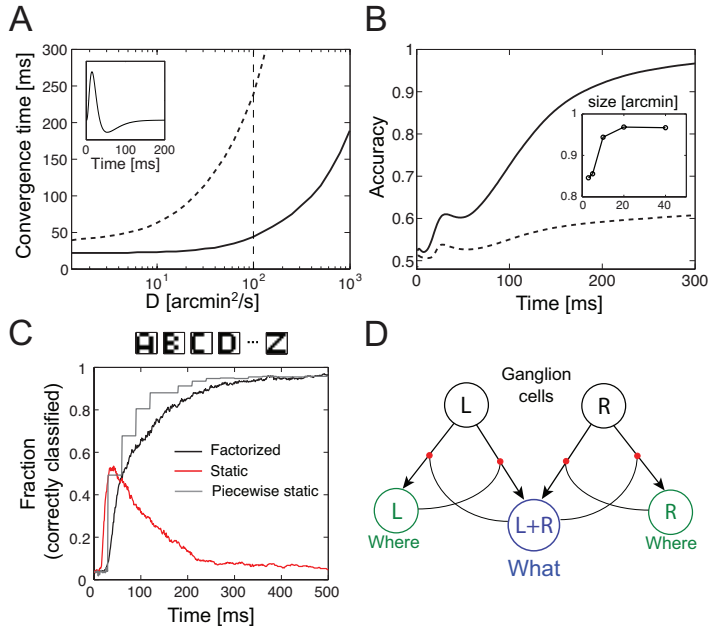 A
Convergence time [ms]
300
250
200
150
100
50
0
10^1
10^2
10^3
D [arcmin^2/s]
0
200
Time [ms]
B
Accuracy
1
0.9
0.8
0.7
0.6
0.5
0
100
200
300
Time [ms]
size [arcmin]
1
0.9
0.8
0
20
40
C
A B C D ... Z
Fraction
(correctly classified)
1
0.8
0.6
0.4
0.2
0
0
100
200
300
400
500
Time [ms]
Factorized
Static
Piecewise static
D
Ganglion
cells
L
R
L
L+R
R
Where
Where
What